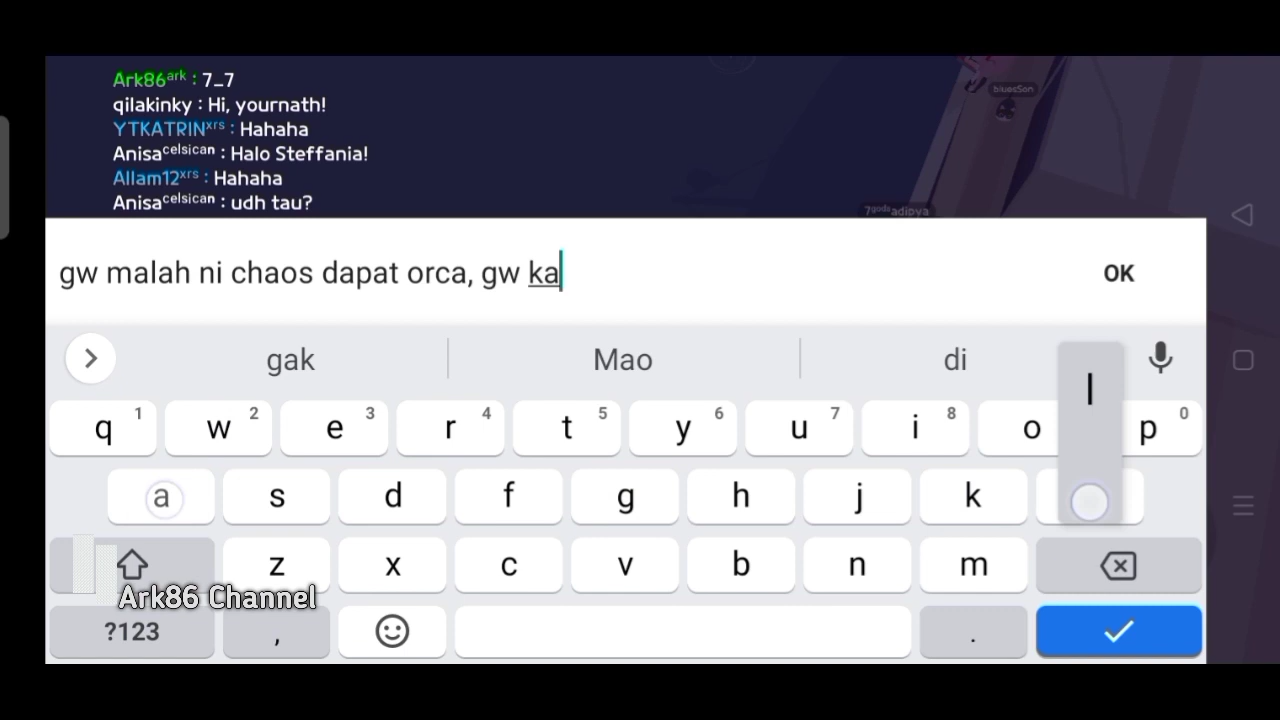 Ark86ᵃʳᵏ : 7_7
qilakinky : Hi, yournath!
YTKATRINˣʳˢ : Hahaha
Anisaᶜᵉˡˢⁱᶜᵃⁿ : Halo Steffania!
Allam12ˣʳˢ : Hahaha
Anisaᶜᵉˡˢⁱᶜᵃⁿ : udh tau?
bluesSon
7ᵍᵒᵈˢadioya
gw malah ni chaos dapat orca, gw ka
OK
gak Mao di
q 1 w 2 e 3 r 4 t 5 y 6 u 7 i 8 o p 0
l
a s d f g h j k
z x c v b n m
Ark86 Channel
?123 , .